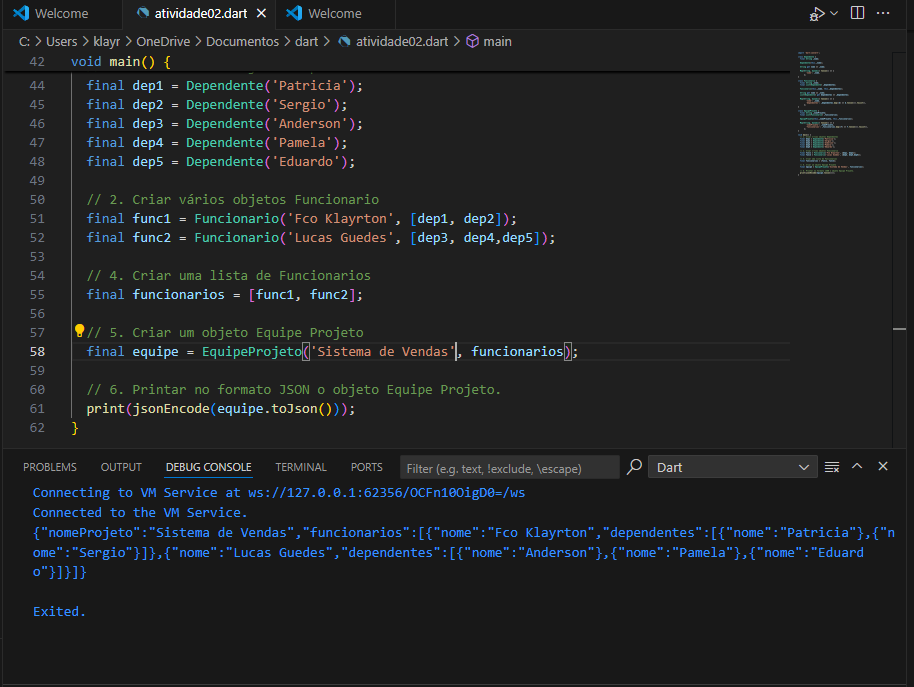 Welcome atividade02.dart Welcome
C: > Users > klayr > OneDrive > Documentos > dart > atividade02.dart > main
42 void main() {
44 final dep1 = Dependente('Patricia');
45 final dep2 = Dependente('Sergio');
46 final dep3 = Dependente('Anderson');
47 final dep4 = Dependente('Pamela');
48 final dep5 = Dependente('Eduardo');
49
50 // 2. Criar vários objetos Funcionario
51 final func1 = Funcionario('Fco Klayrton', [dep1, dep2]);
52 final func2 = Funcionario('Lucas Guedes', [dep3, dep4,dep5]);
53
54 // 4. Criar uma lista de Funcionarios
55 final funcionarios = [func1, func2];
56
57 // 5. Criar um objeto Equipe Projeto
58 final equipe = EquipeProjeto('Sistema de Vendas', funcionarios);
59
60 // 6. Printar no formato JSON o objeto Equipe Projeto.
61 print(jsonEncode(equipe.toJson()));
62 }
PROBLEMS OUTPUT DEBUG CONSOLE TERMINAL PORTS Filter (e.g. text, !exclude, \escape) Dart
Connecting to VM Service at ws://127.0.0.1:62356/OCFn10OigD0=/ws
Connected to the VM Service.
{"nomeProjeto":"Sistema de Vendas","funcionarios":[{"nome":"Fco Klayrton","dependentes":[{"nome":"Patricia"},{"n
ome":"Sergio"}]},{"nome":"Lucas Guedes","dependentes":[{"nome":"Anderson"},{"nome":"Pamela"},{"nome":"Eduard
o"}]}]}
Exited.